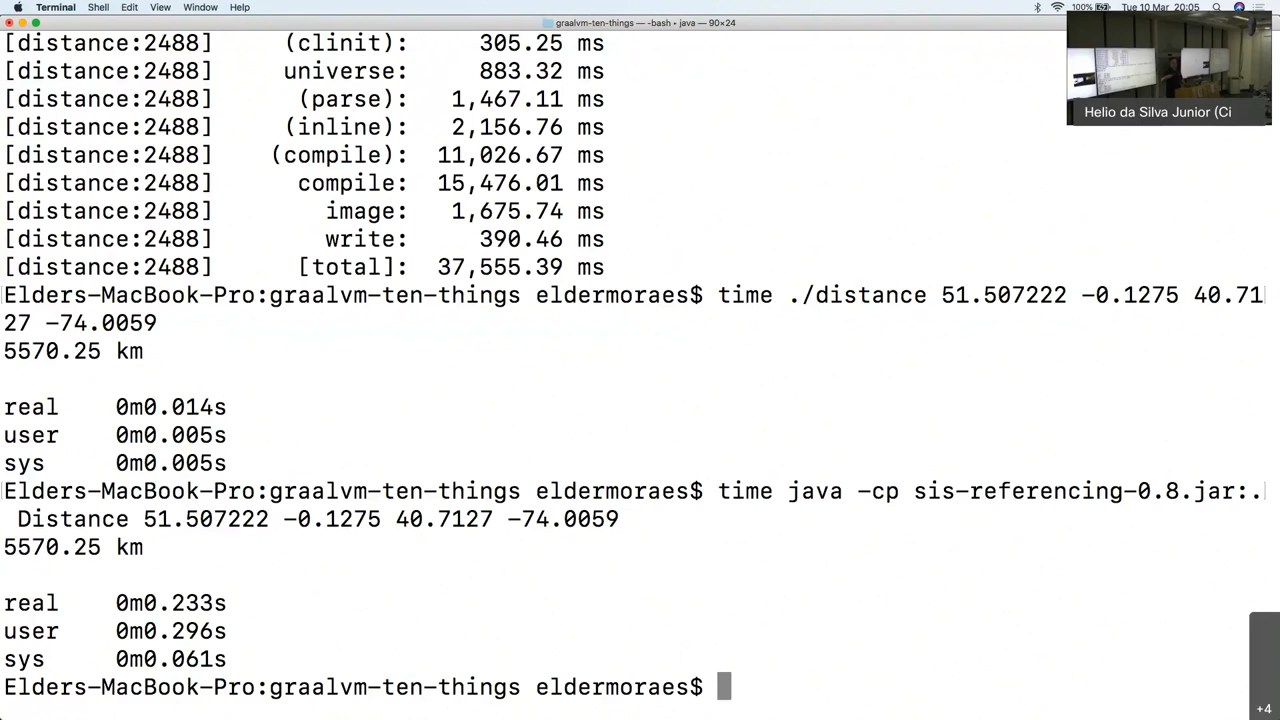 Terminal Shell Edit View Window Help 100% Tue 10 Mar 20:05
graalvm-ten-things — -bash • java — 90×24
[distance:2488] (clinit): 305.25 ms
[distance:2488] universe: 883.32 ms
[distance:2488] (parse): 1,467.11 ms
[distance:2488] (inline): 2,156.76 ms
[distance:2488] (compile): 11,026.67 ms
[distance:2488] compile: 15,476.01 ms
[distance:2488] image: 1,675.74 ms
[distance:2488] write: 390.46 ms
[distance:2488] [total]: 37,555.39 ms
Helio da Silva Junior (Ci
Elders-MacBook-Pro:graalvm-ten-things eldermoraes$ time ./distance 51.507222 -0.1275 40.71
27 -74.0059
5570.25 km
real 0m0.014s
user 0m0.005s
sys 0m0.005s
Elders-MacBook-Pro:graalvm-ten-things eldermoraes$ time java -cp sis-referencing-0.8.jar:.
Distance 51.507222 -0.1275 40.7127 -74.0059
5570.25 km
real 0m0.233s
user 0m0.296s
sys 0m0.061s
Elders-MacBook-Pro:graalvm-ten-things eldermoraes$
+4